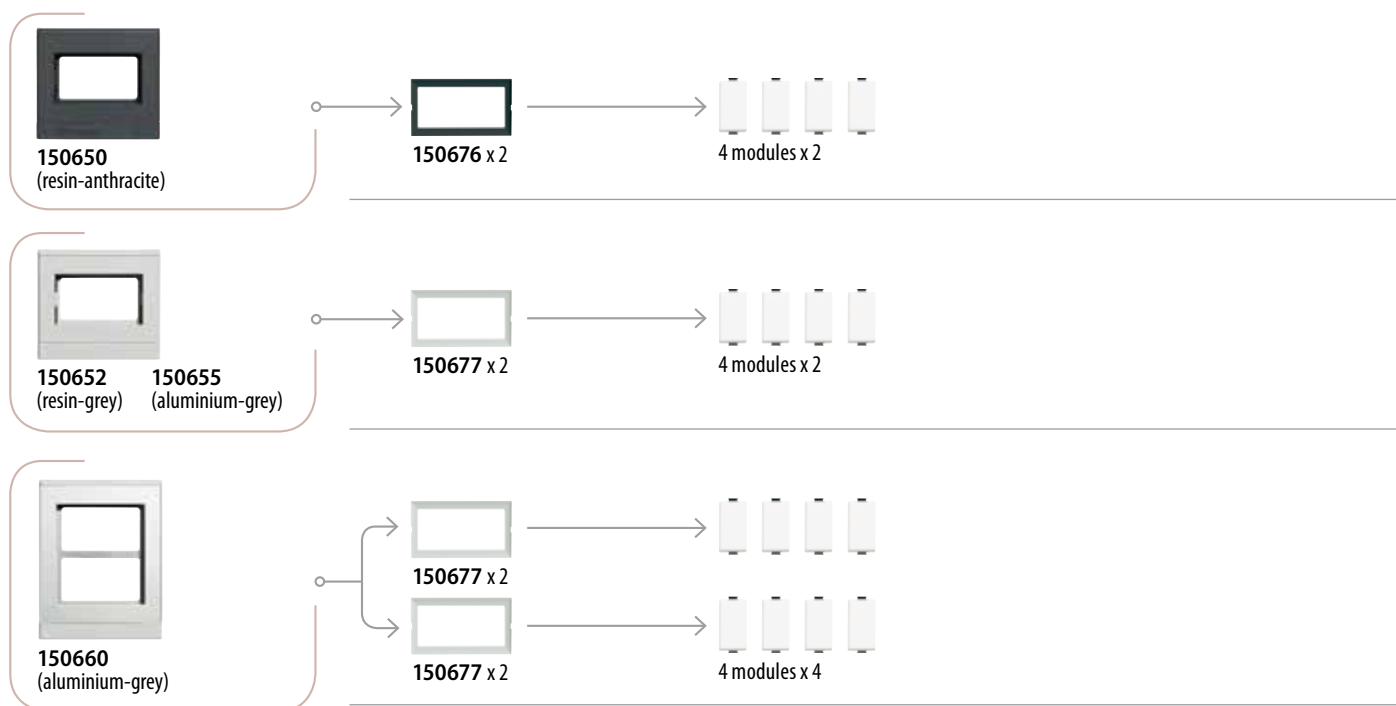 150650
(resin-anthracite)
150676 x 2
4 modules x 2
150652
(resin-grey)
150655
(aluminium-grey)
150677 x 2
4 modules x 2
150660
(aluminium-grey)
150677 x 2
150677 x 2
4 modules x 4